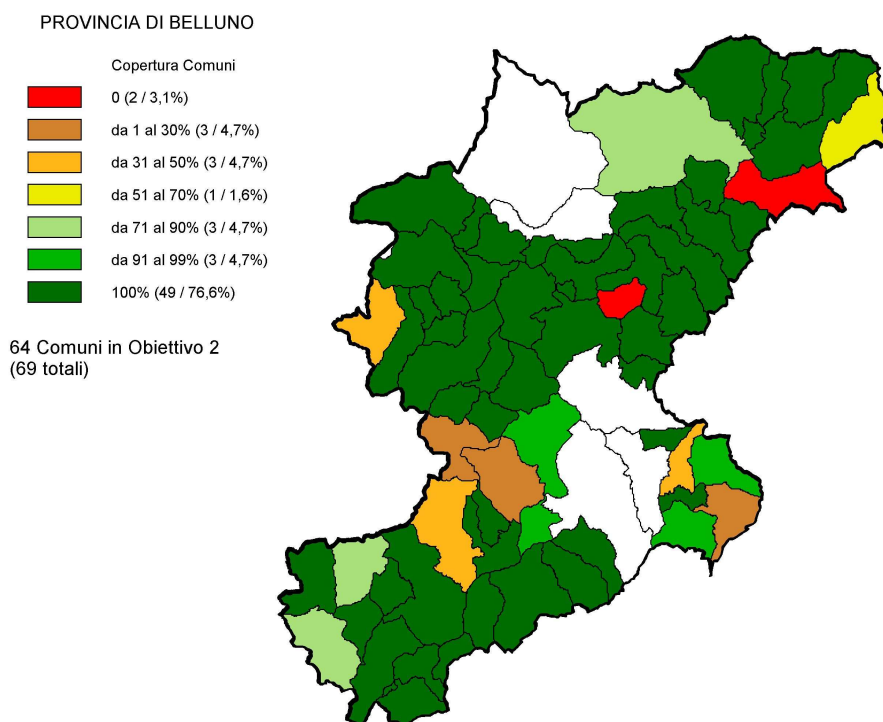 PROVINCIA DI BELLUNO
Copertura Comuni
0 (2 / 3,1%)
da 1 al 30% (3 / 4,7%)
da 31 al 50% (3 / 4,7%)
da 51 al 70% (1 / 1,6%)
da 71 al 90% (3 / 4,7%)
da 91 al 99% (3 / 4,7%)
100% (49 / 76,6%)
64 Comuni in Obiettivo 2
(69 totali)